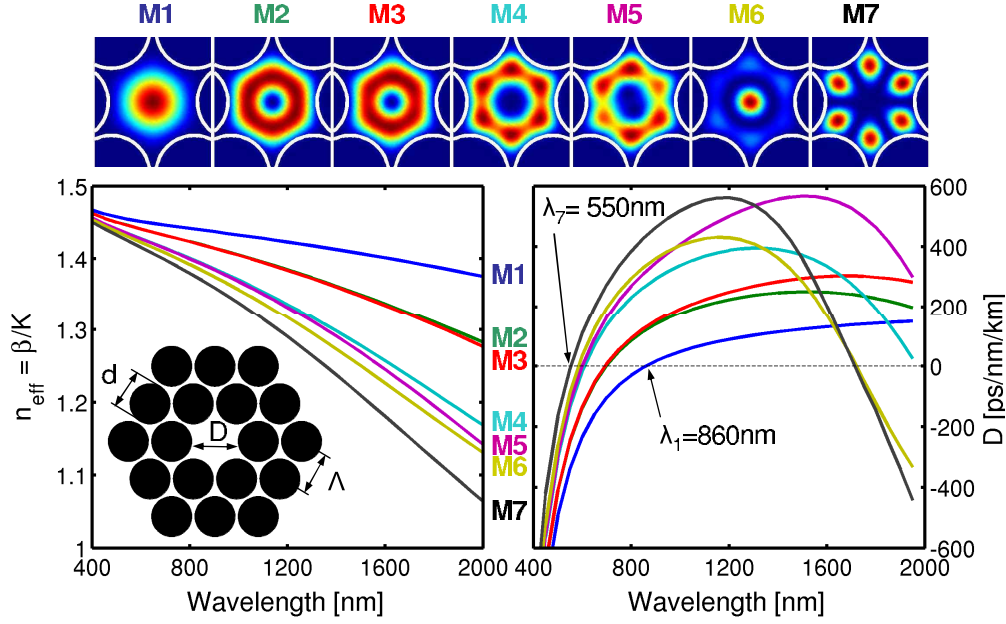 M1 M2 M3 M4 M5 M6 M7
1.5
1.4
1.3
1.2
1.1
1
n_eff = β/K
d
D
Λ
400 800 1200 1600 2000
Wavelength [nm]
M1
M2
M3
M4
M5
M6
M7
λ₇= 550nm
λ₁=860nm
600
400
200
0
-200
-400
-600
D [ps/nm/km]
400 800 1200 1600 2000
Wavelength [nm]